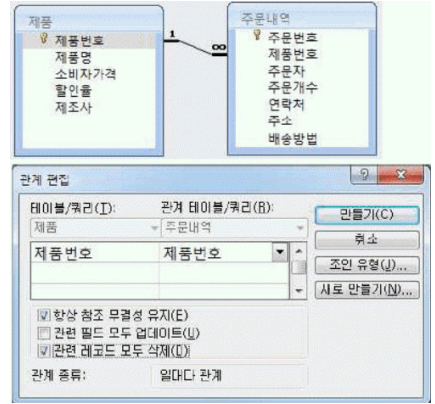 제품
제품번호
제품명
소비자가격
할인율
제조사
1
∞
주문내역
주문번호
제품번호
주문자
주문개수
연락처
주소
배송방법
관계 편집
테이블/쿼리(T): 관계 테이블/쿼리(R):
제품 주문내역
제품번호 제품번호
만들기(C)
취소
조인 유형(J)...
새로 만들기(N)...
항상 참조 무결성 유지(E)
관련 필드 모두 업데이트(U)
관련 레코드 모두 삭제(D)
관계 종류: 일대다 관계